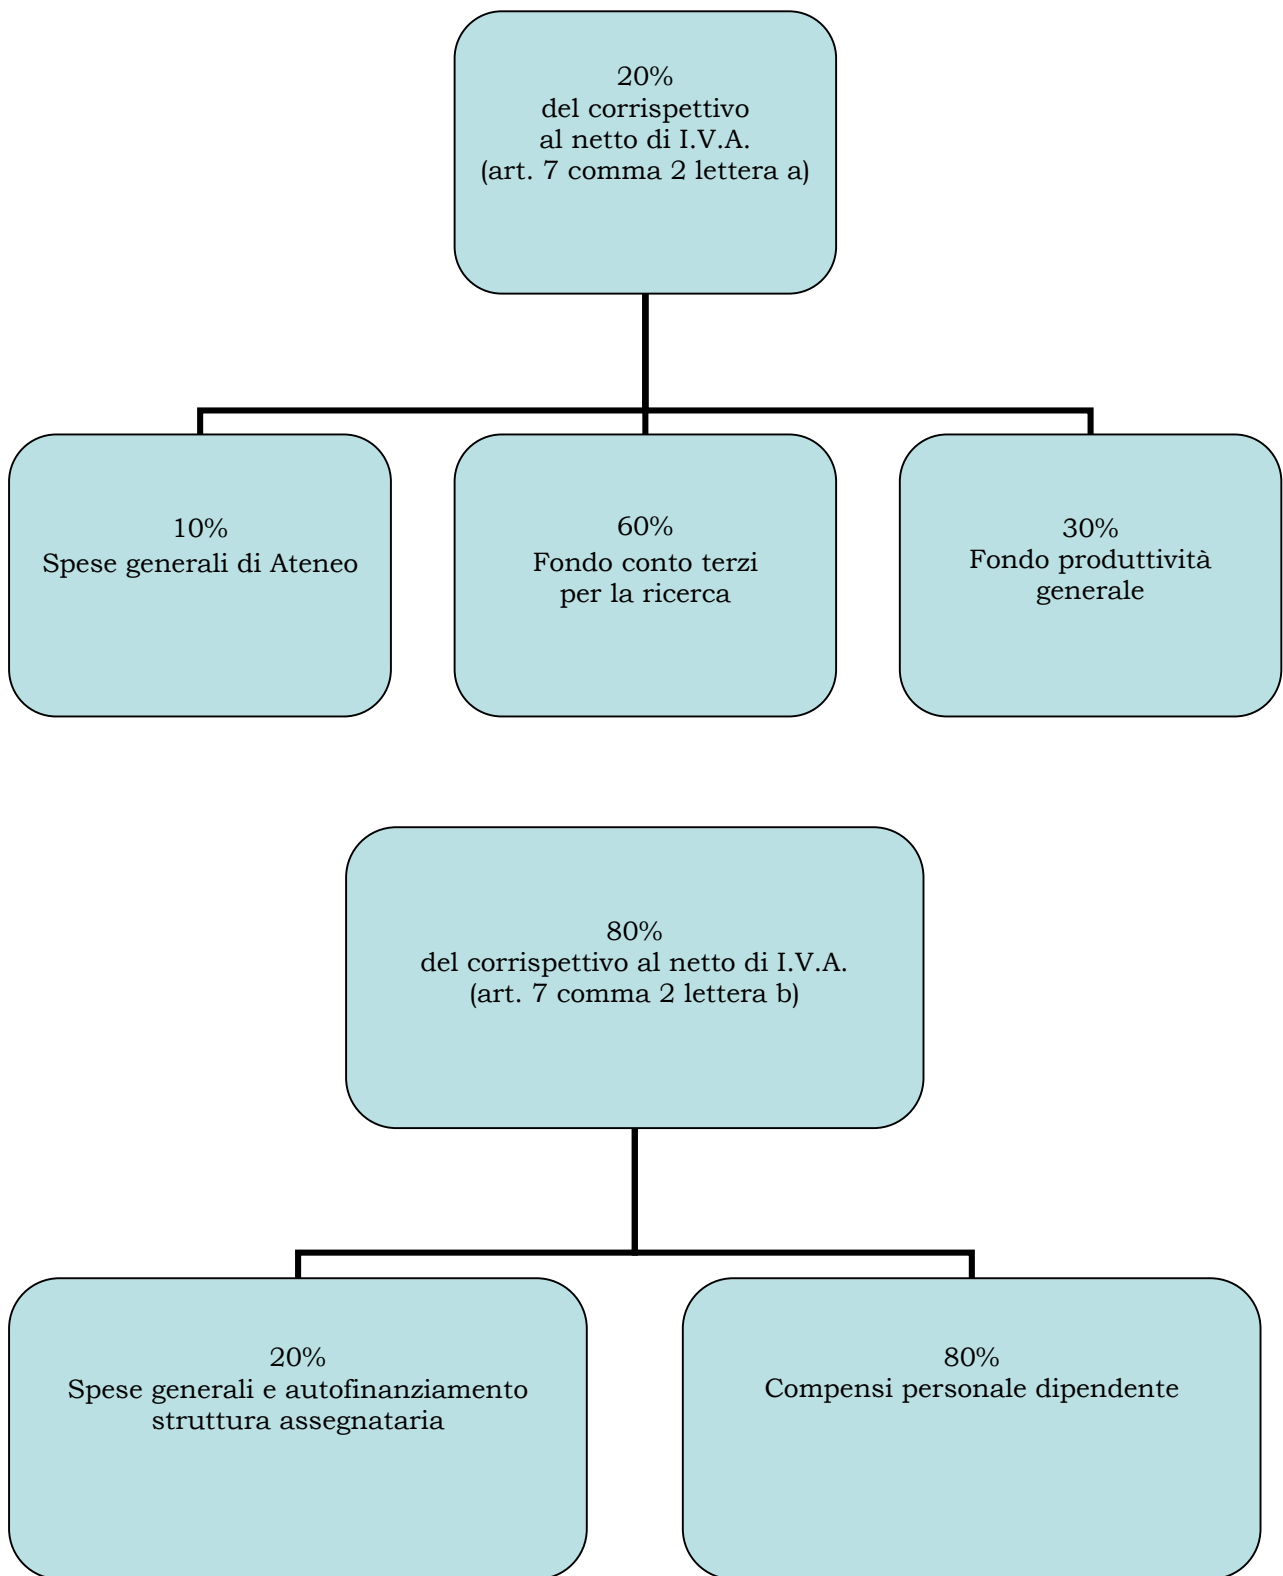 20%
del corrispettivo
al netto di I.V.A.
(art. 7 comma 2 lettera a)
10%
Spese generali di Ateneo
60%
Fondo conto terzi
per la ricerca
30%
Fondo produttività
generale
80%
del corrispettivo al netto di I.V.A.
(art. 7 comma 2 lettera b)
20%
Spese generali e autofinanziamento
struttura assegnataria
80%
Compensi personale dipendente